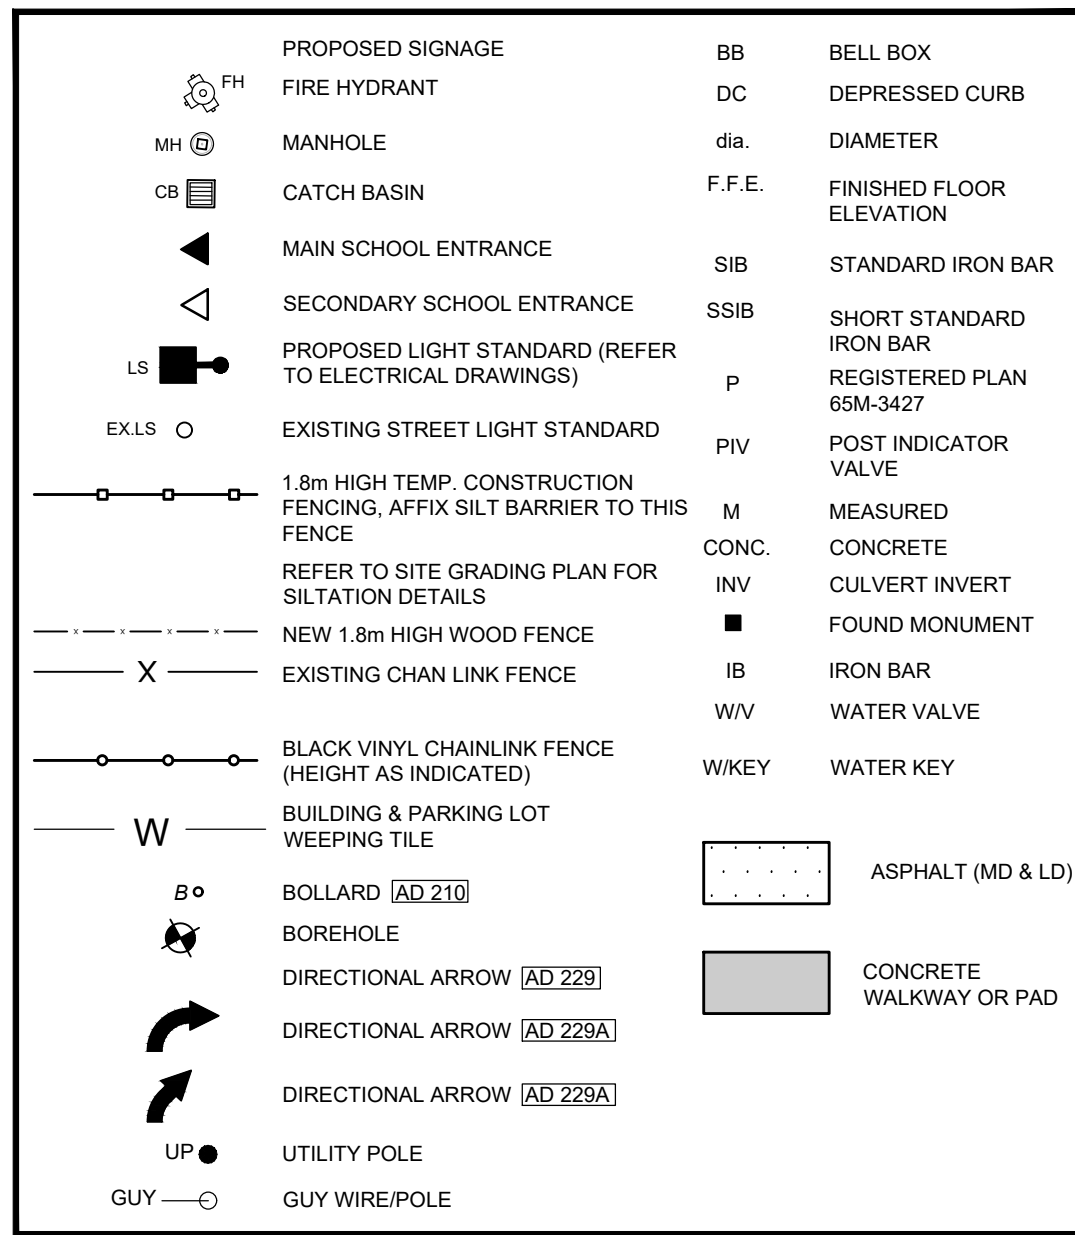 PROPOSED SIGNAGE
FH FIRE HYDRANT
MH MANHOLE
CB CATCH BASIN
MAIN SCHOOL ENTRANCE
SECONDARY SCHOOL ENTRANCE
LS PROPOSED LIGHT STANDARD (REFER
TO ELECTRICAL DRAWINGS)
EX.LS EXISTING STREET LIGHT STANDARD
1.8m HIGH TEMP. CONSTRUCTION
FENCING, AFFIX SILT BARRIER TO THIS
FENCE
REFER TO SITE GRADING PLAN FOR
SILTATION DETAILS
x x x x NEW 1.8m HIGH WOOD FENCE
X EXISTING CHAN LINK FENCE
BLACK VINYL CHAINLINK FENCE
(HEIGHT AS INDICATED)
W BUILDING & PARKING LOT
WEEPING TILE
B BOLLARD AD 210
BOREHOLE
DIRECTIONAL ARROW AD 229
DIRECTIONAL ARROW AD 229A
DIRECTIONAL ARROW AD 229A
UP UTILITY POLE
GUY GUY WIRE/POLE
BB BELL BOX
DC DEPRESSED CURB
dia. DIAMETER
F.F.E. FINISHED FLOOR
ELEVATION
SIB STANDARD IRON BAR
SSIB SHORT STANDARD
IRON BAR
P REGISTERED PLAN
65M-3427
PIV POST INDICATOR
VALVE
M MEASURED
CONC. CONCRETE
INV CULVERT INVERT
FOUND MONUMENT
IB IRON BAR
W/V WATER VALVE
W/KEY WATER KEY
ASPHALT (MD & LD)
CONCRETE
WALKWAY OR PAD